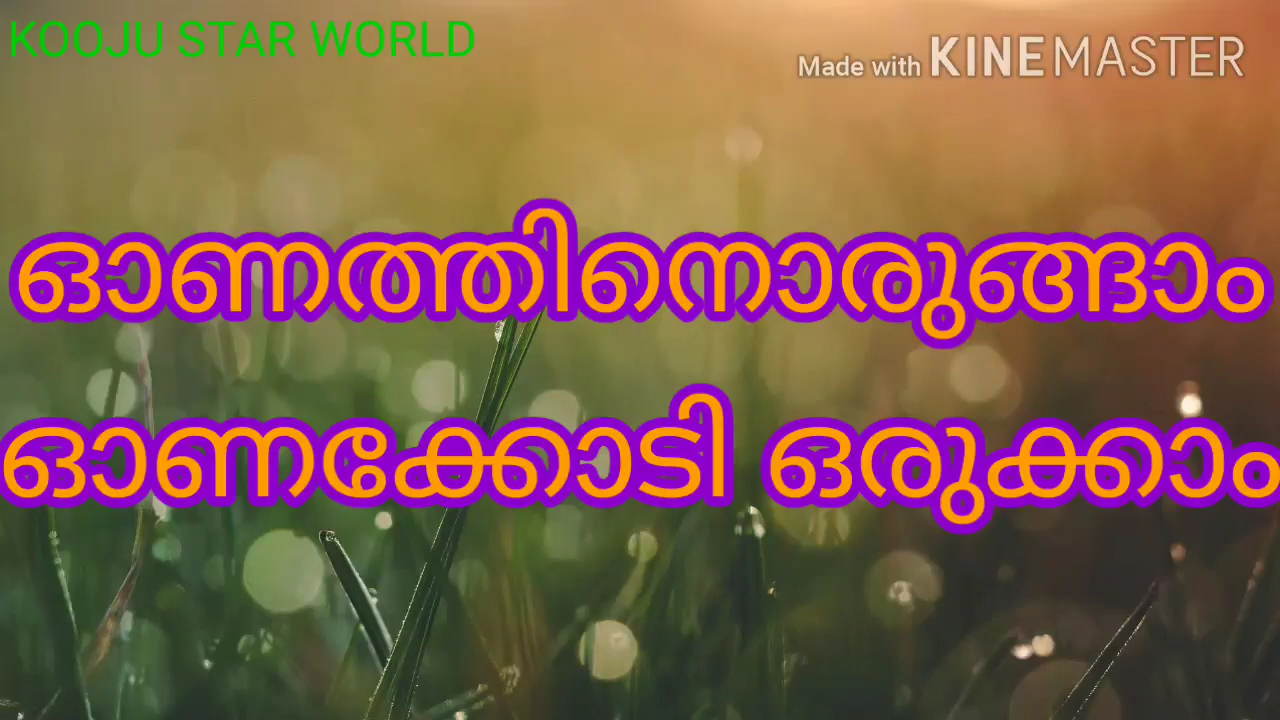 KOOJU STAR WORLD
Made with KINEMASTER
ഓണത്തിനൊരുങ്ങാം
ഓണക്കോടി ഒരുക്കാം